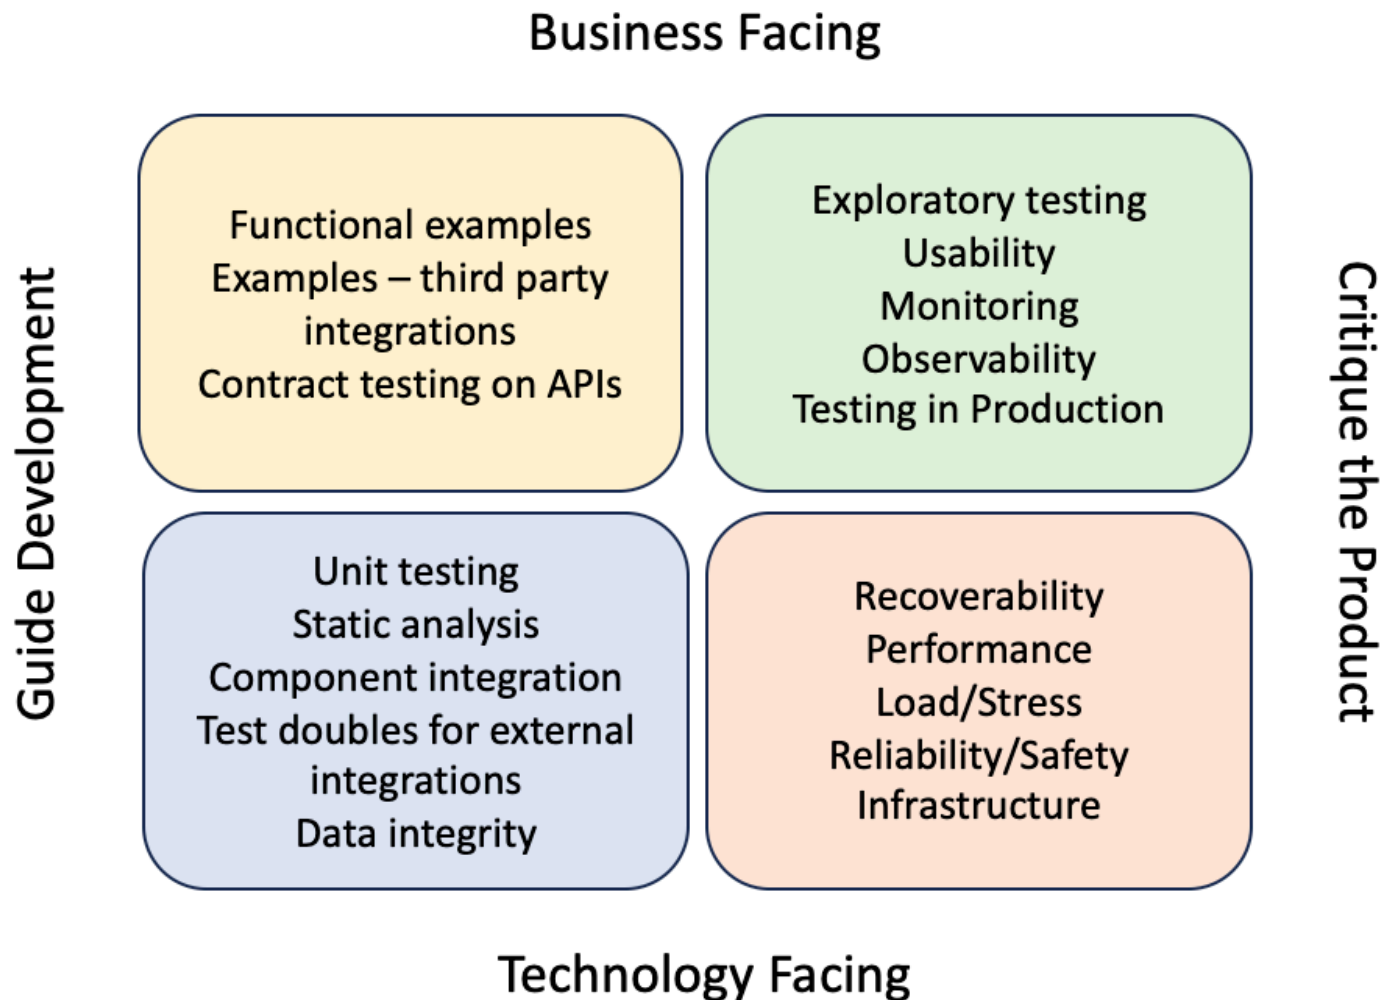 Business Facing
Functional examples
Examples – third party
integrations
Contract testing on APIs
Exploratory testing
Usability
Monitoring
Observability
Testing in Production
Guide Development
Critique the Product
Unit testing
Static analysis
Component integration
Test doubles for external
integrations
Data integrity
Recoverability
Performance
Load/Stress
Reliability/Safety
Infrastructure
Technology Facing